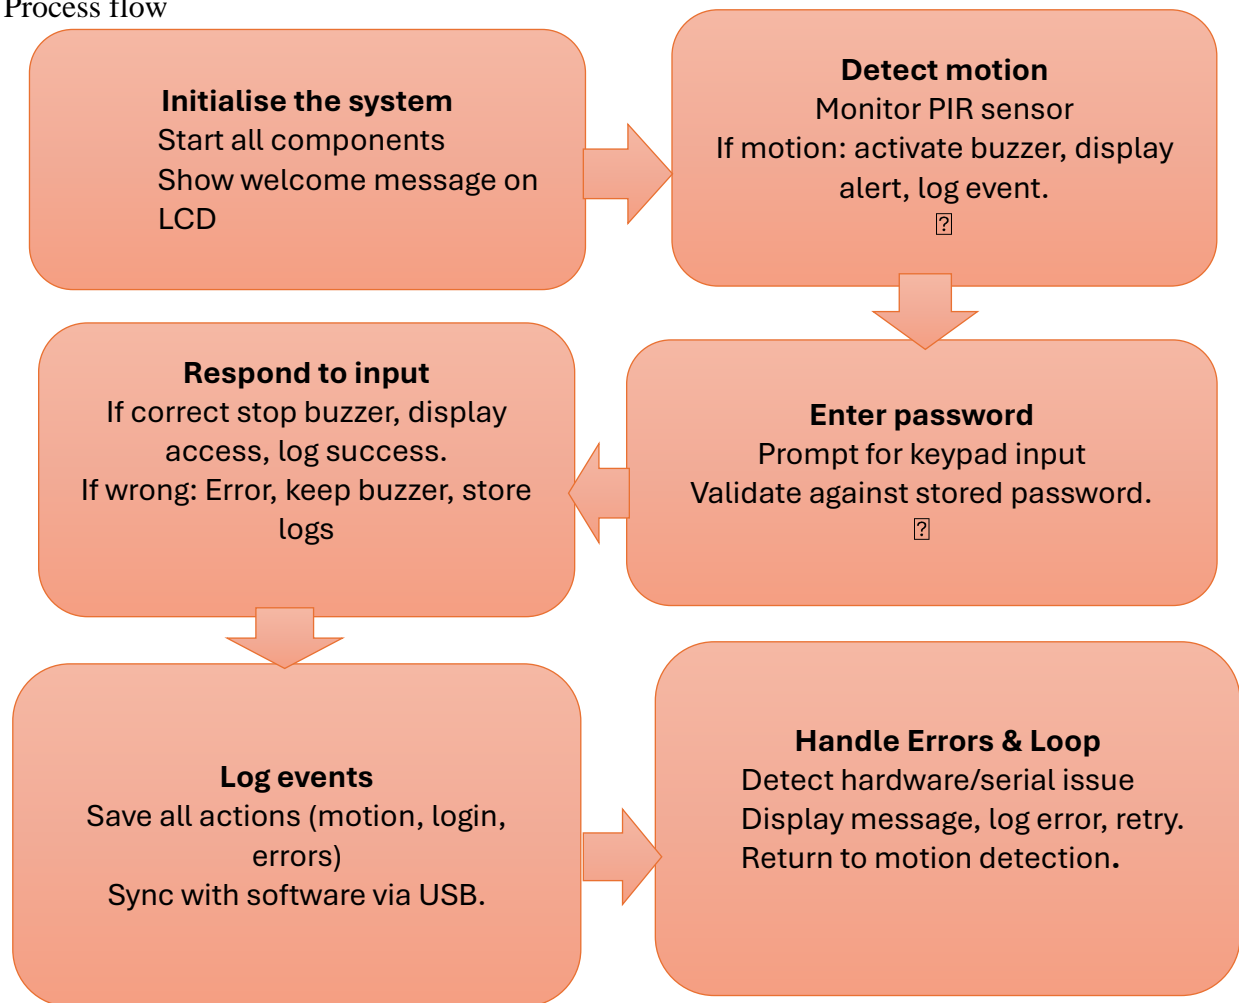 Process flow
Initialise the system
Start all components
Show welcome message on
LCD
Detect motion
Monitor PIR sensor
If motion: activate buzzer, display
alert, log event.
?
Enter password
Prompt for keypad input
Validate against stored password.
?
Respond to input
If correct stop buzzer, display
access, log success.
If wrong: Error, keep buzzer, store
logs
Log events
Save all actions (motion, login,
errors)
Sync with software via USB.
Handle Errors & Loop
Detect hardware/serial issue
Display message, log error, retry.
Return to motion detection.